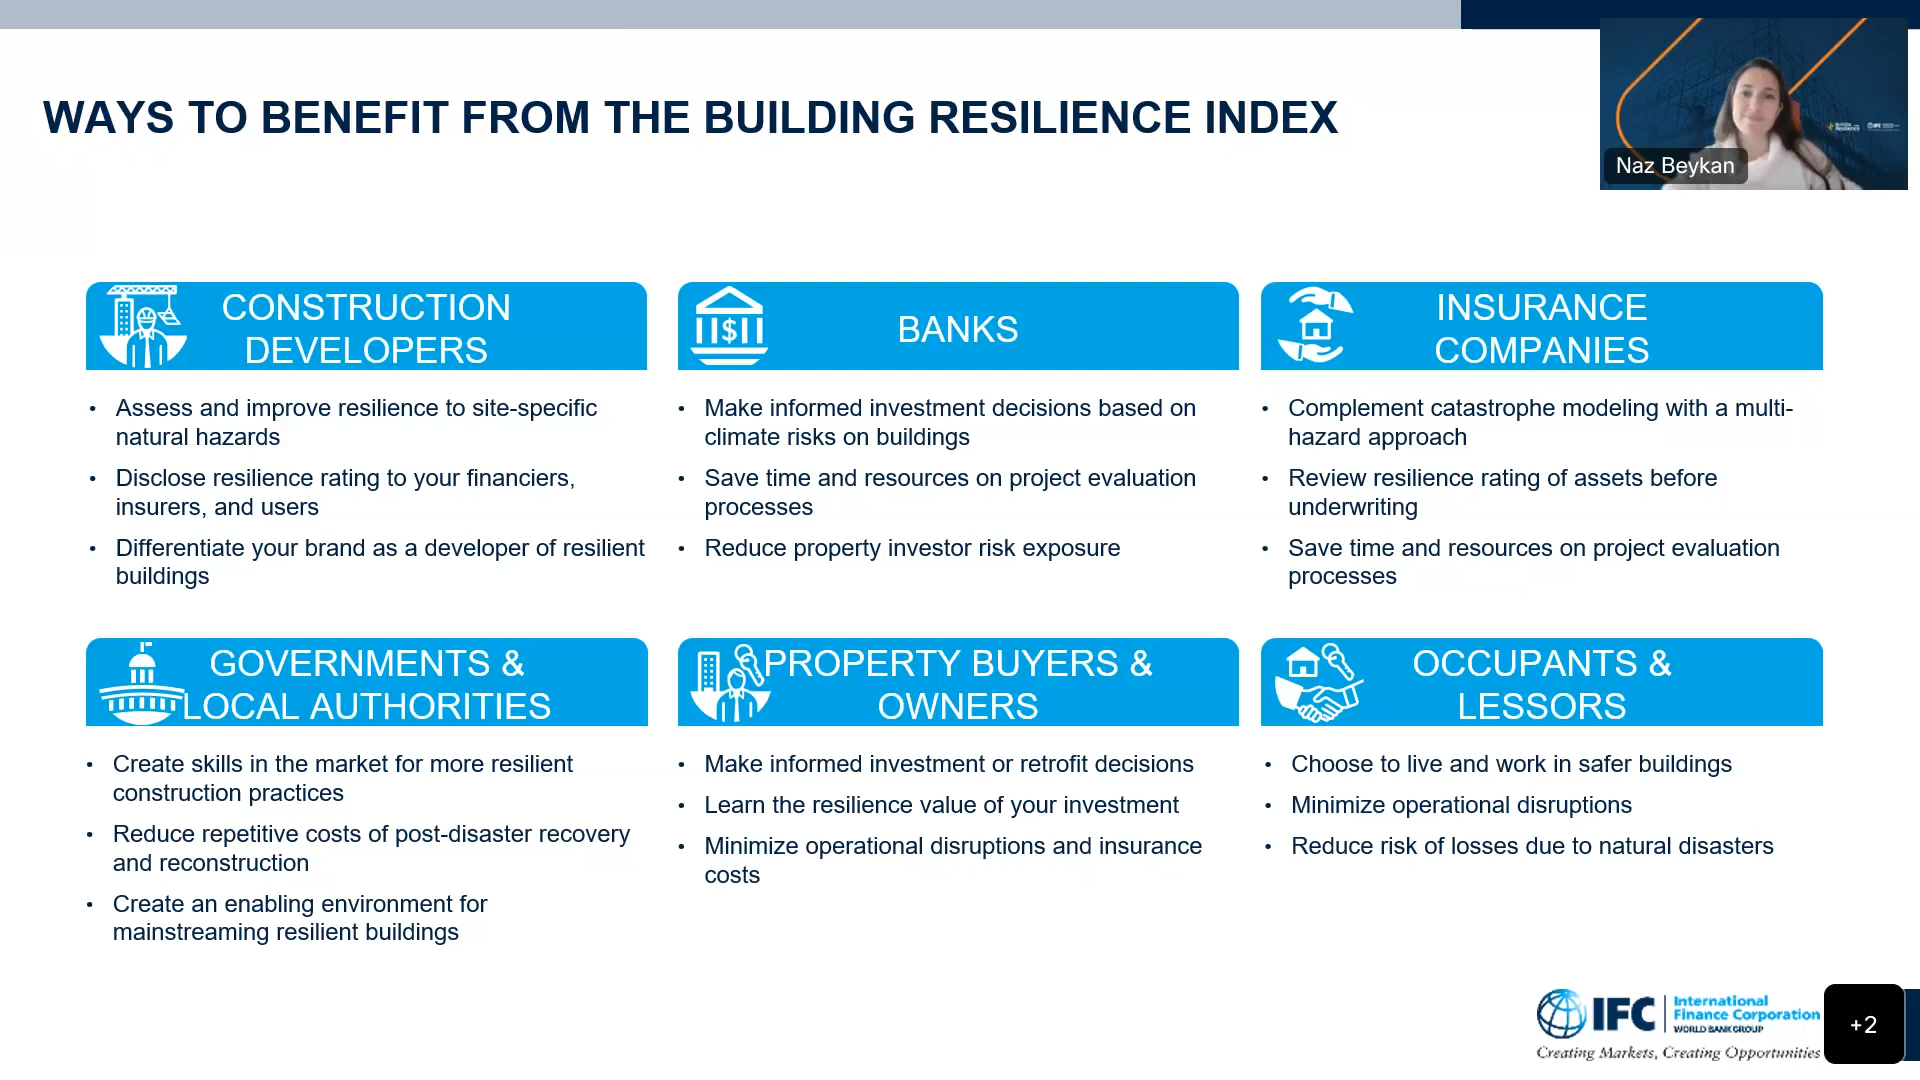 WAYS TO BENEFIT FROM THE BUILDING RESILIENCE INDEX
Naz Beykan
CONSTRUCTION
DEVELOPERS
• Assess and improve resilience to site-specific
natural hazards
• Disclose resilience rating to your financiers,
insurers, and users
• Differentiate your brand as a developer of resilient
buildings
BANKS
• Make informed investment decisions based on
climate risks on buildings
• Save time and resources on project evaluation
processes
• Reduce property investor risk exposure
INSURANCE
COMPANIES
• Complement catastrophe modeling with a multi-
hazard approach
• Review resilience rating of assets before
underwriting
• Save time and resources on project evaluation
processes
GOVERNMENTS &
LOCAL AUTHORITIES
• Create skills in the market for more resilient
construction practices
• Reduce repetitive costs of post-disaster recovery
and reconstruction
• Create an enabling environment for
mainstreaming resilient buildings
PROPERTY BUYERS &
OWNERS
• Make informed investment or retrofit decisions
• Learn the resilience value of your investment
• Minimize operational disruptions and insurance
costs
OCCUPANTS &
LESSORS
• Choose to live and work in safer buildings
• Minimize operational disruptions
• Reduce risk of losses due to natural disasters
IFC
International
Finance Corporation
WORLD BANK GROUP
Creating Markets, Creating Opportunities
+2